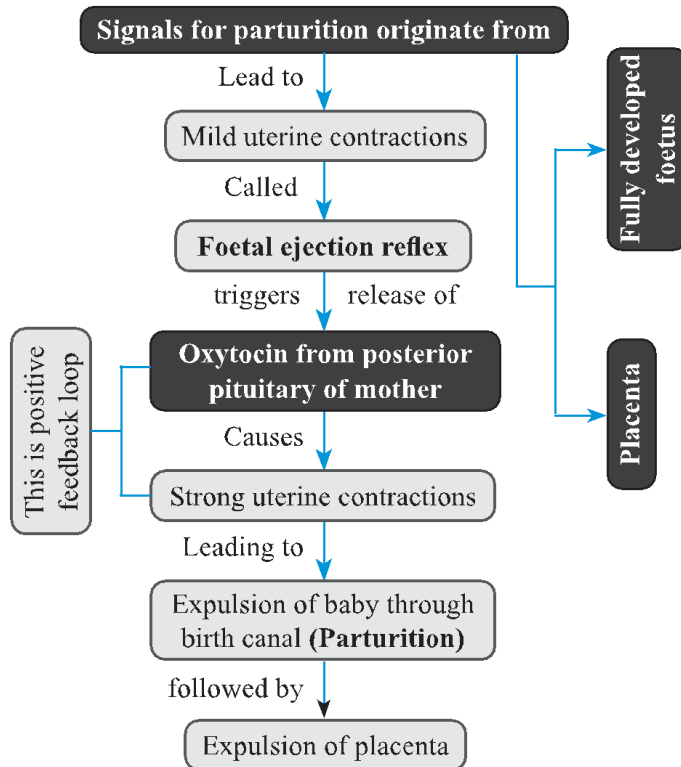 Signals for parturition originate from
Lead to
Mild uterine contractions
Called
Foetal ejection reflex
triggers release of
Oxytocin from posterior
pituitary of mother
Causes
Strong uterine contractions
Leading to
Expulsion of baby through
birth canal (Parturition)
followed by
Expulsion of placenta
This is positive
feedback loop
Fully developed
foetus
Placenta